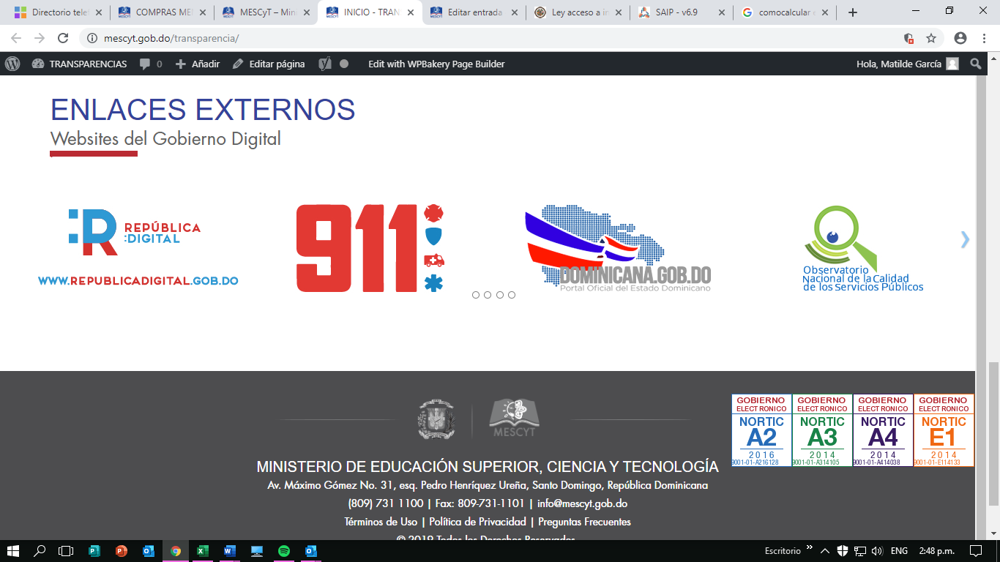 Directorio telef
COMPRAS ME
MESCyT – Min
INICIO - TRAN
Editar entrada
Ley acceso a in
SAIP - v6.9
comocalcular e
mescyt.gob.do/transparencia/
TRANSPARENCIAS
0
Añadir
Editar página
Edit with WPBakery Page Builder
Hola, Matilde García
ENLACES EXTERNOS
Websites del Gobierno Digital
:R REPÚBLICA
:DIGITAL
WWW.REPUBLICADIGITAL.GOB.DO
911
DOMINICANA.GOB.DO
Portal Oficial del Estado Dominicano
Observatorio
Nacional de la Calidad
de los Servicios Públicos
MESCYT
GOBIERNO
ELECTRONICO
NORTIC
A2
2016
9001-01-A216128
GOBIERNO
ELECTRONICO
NORTIC
A3
2014
9001-01-A314105
GOBIERNO
ELECTRONICO
NORTIC
A4
2014
9001-01-A414038
GOBIERNO
ELECTRONICO
NORTIC
E1
2014
9001-01-E114133
MINISTERIO DE EDUCACIÓN SUPERIOR, CIENCIA Y TECNOLOGÍA
Av. Máximo Gómez No. 31, esq. Pedro Henríquez Ureña, Santo Domingo, República Dominicana
(809) 731 1100 | Fax: 809-731-1101 | info@mescyt.gob.do
Términos de Uso | Política de Privacidad | Preguntas Frecuentes
© 2019 Todos los Derechos Reservados
Escritorio
ENG
2:48 p.m.